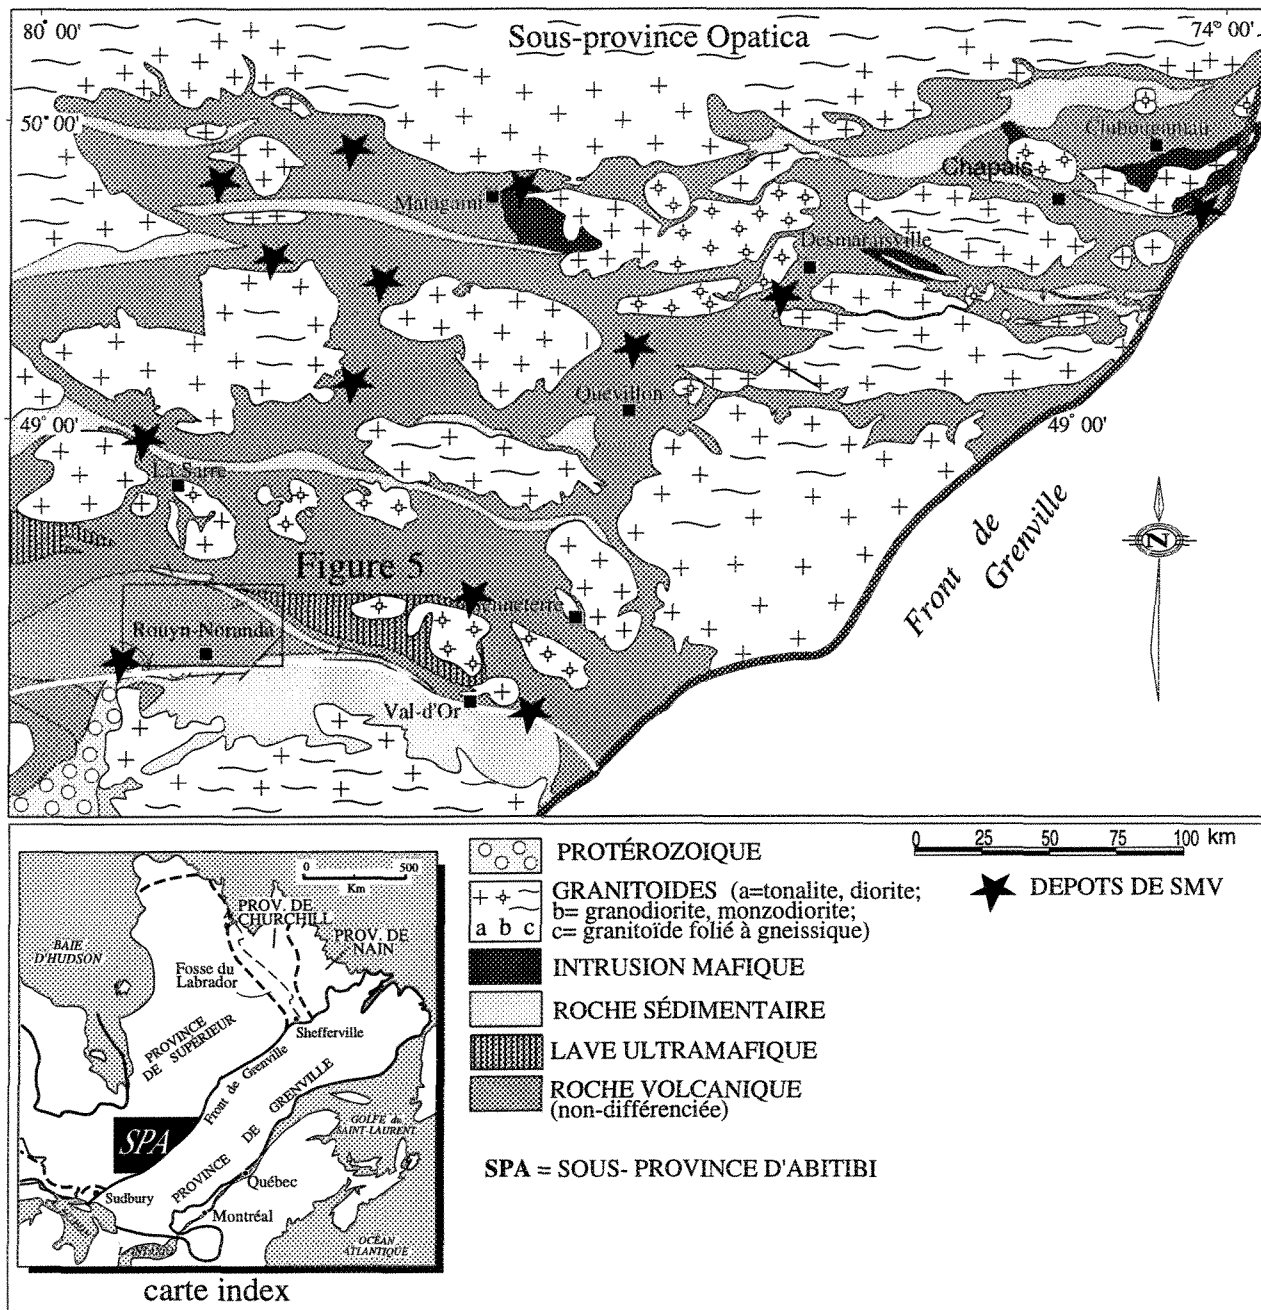 80° 00'
Sous-province Opatica
74° 00'
50° 00'
Chibougamau
Chapais
Matagami
Desmaraisville
Quévillon
49° 00'
49° 00'
La Sarre
Figure 5
Front de Grenville
N
Rouyn-Noranda
Val-d'Or
PROTÉROZOIQUE
GRANITOIDES (a=tonalite, diorite;
b= granodiorite, monzodiorite;
c= granitoïde folié à gneissique)
a b c
INTRUSION MAFIQUE
ROCHE SÉDIMENTAIRE
LAVE ULTRAMAFIQUE
ROCHE VOLCANIQUE
(non-différenciée)
SPA = SOUS- PROVINCE D'ABITIBI
0 25 50 75 100 km
DEPOTS DE SMV
0 500
Km
PROV. DE
CHURCHILL
PROV. DE
NAIN
BAIE
D'HUDSON
Fosse du
Labrador
PROVINCE
DE SUPÉRIEUR
Shefferville
Front de Grenville
PROVINCE DE GRENVILLE
GOLFE du
SAINT-LAURENT
SPA
Sudbury
Québec
Montréal
OCÉAN
ATLANTIQUE
carte index